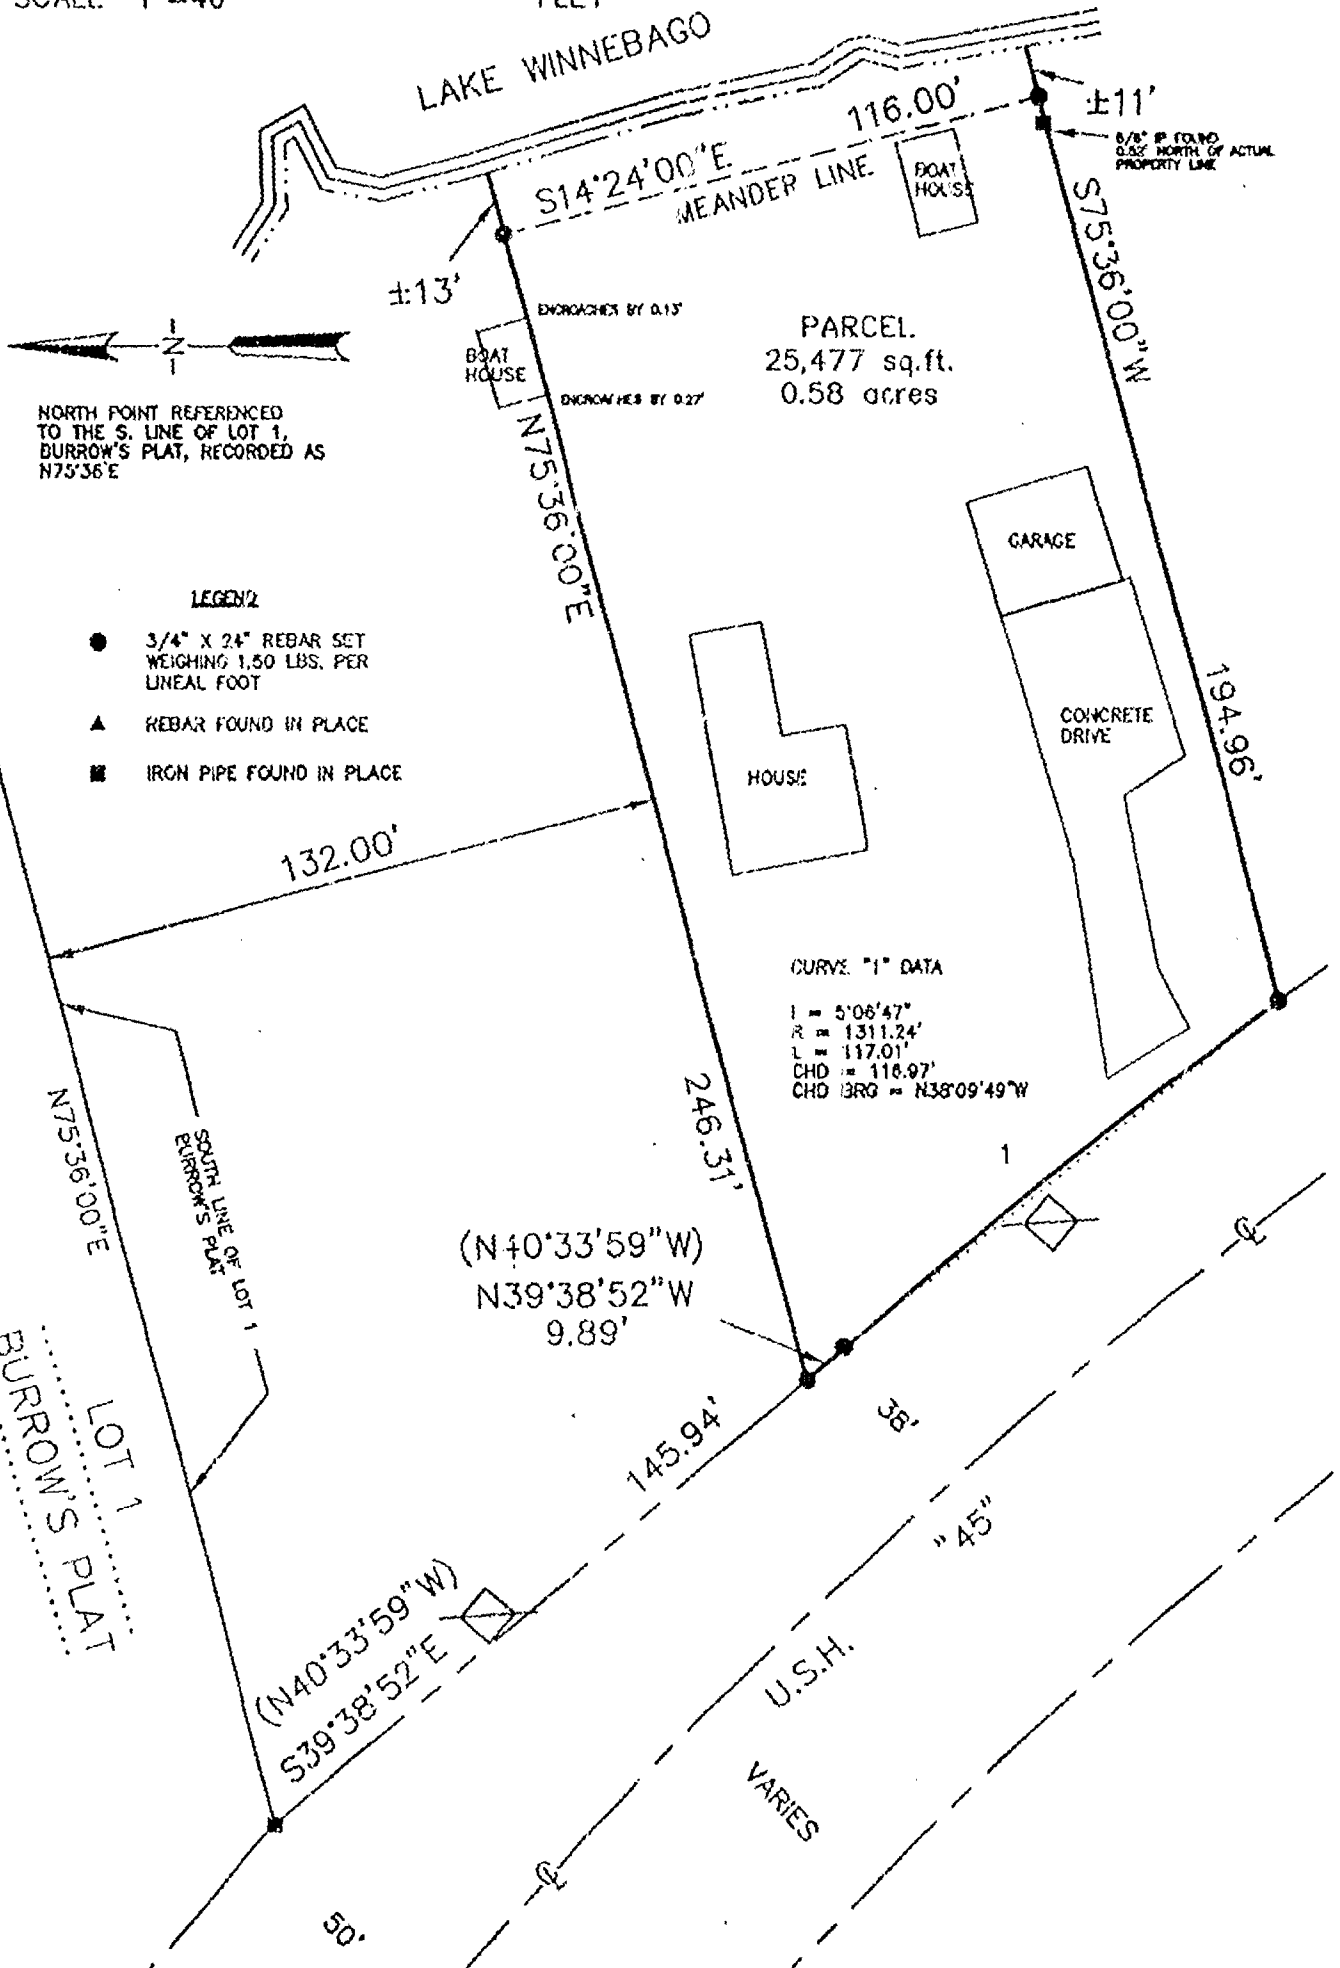 LAKE WINNEBAGO
116.00'
±11'
5/8" IP FOUND
0.52' NORTH OF ACTUAL
PROPERTY LINE
S14°24'00"E
MEANDER LINE
BOAT
HOUSE
S75°36'00"W
±13'
ENCROACHES BY 0.13'
PARCEL
25,477 sq.ft.
0.58 acres
N
BOAT
HOUSE
ENCROACHES BY 0.27'
NORTH POINT REFERENCED
TO THE S. LINE OF LOT 1,
BURROW'S PLAT, RECORDED AS
N75°36'E
N75°36'00"E
GARAGE
LEGEND
3/4" X 24" REBAR SET
WEIGHING 1.50 LBS. PER
LINEAL FOOT
REBAR FOUND IN PLACE
IRON PIPE FOUND IN PLACE
194.96'
CONCRETE
DRIVE
HOUSE
132.00'
CURVE "1" DATA
I = 5°06'47"
R = 1311.24'
L = 117.01'
CHD = 116.97'
CHD BRG = N38°09'49"W
246.31'
N75°36'00"E
SOUTH LINE OF LOT 1
BURROW'S PLAT
1
(N40°33'59"W)
N39°38'52"W
9.89'
LOT 1
BURROW'S PLAT
38'
145.94'
"45"
(N40°33'59"W)
S39°38'52"E
U.S.H.
VARIES
50'